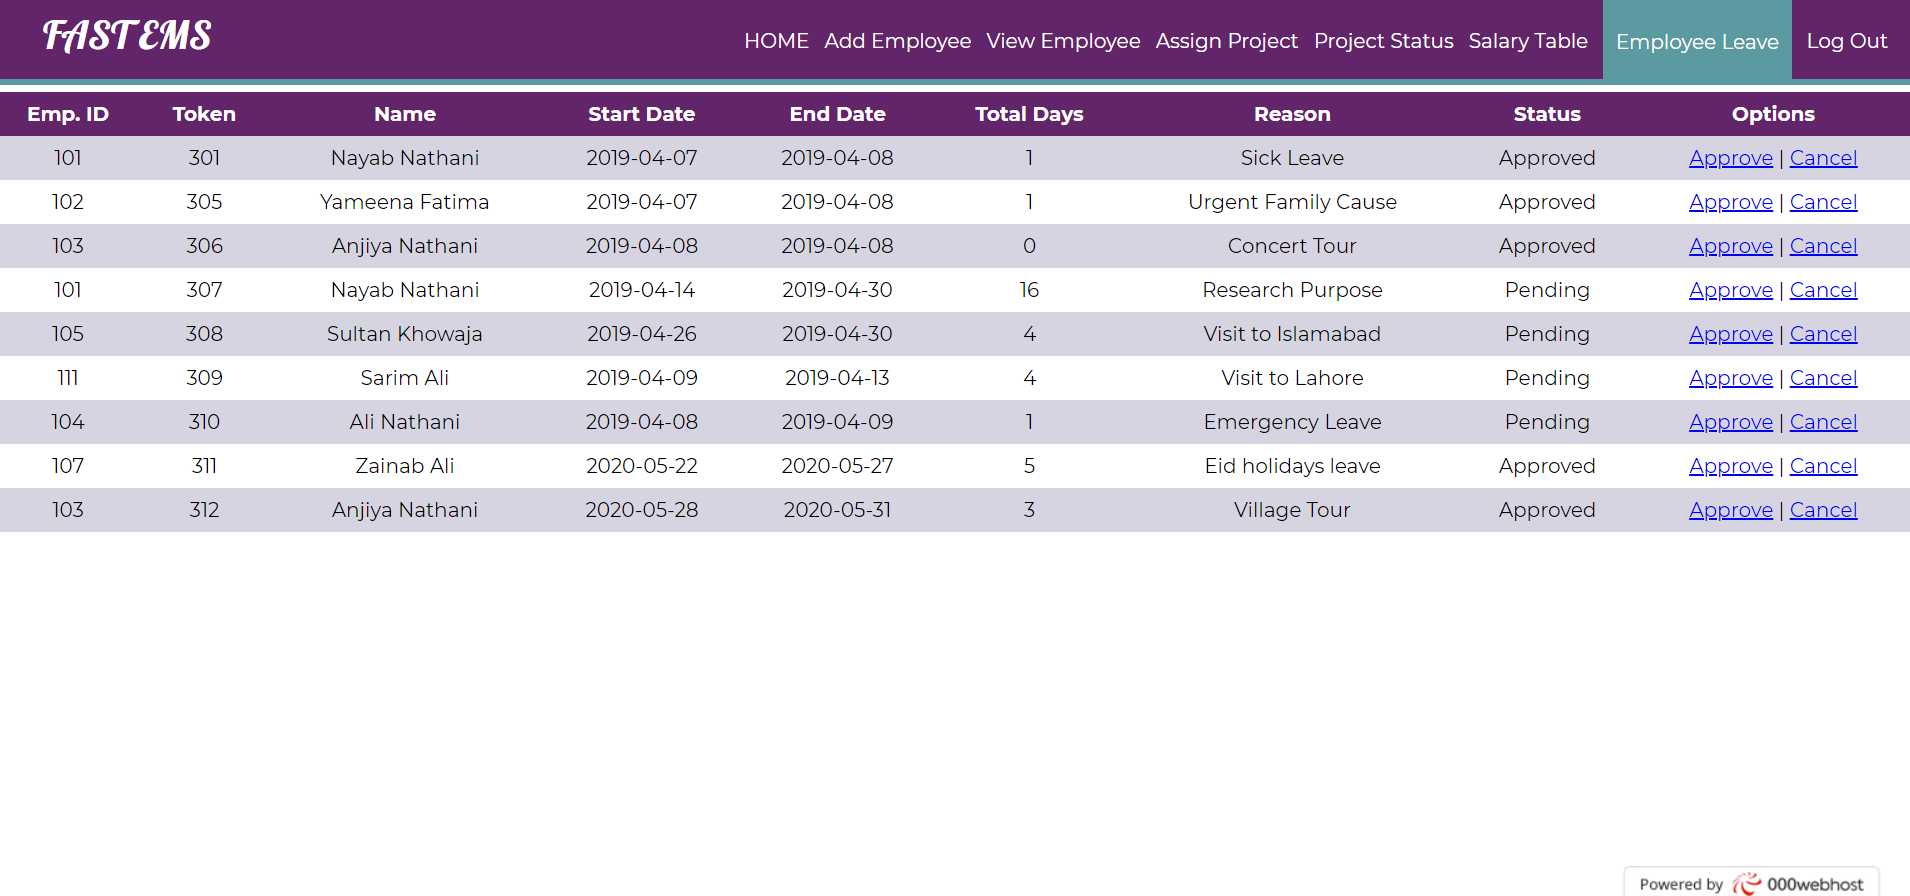 FAST EMS
HOME Add Employee View Employee Assign Project Project Status Salary Table Employee Leave Log Out
Emp. ID Token Name Start Date End Date Total Days Reason Status Options
101 301 Nayab Nathani 2019-04-07 2019-04-08 1 Sick Leave Approved Approve | Cancel
102 305 Yameena Fatima 2019-04-07 2019-04-08 1 Urgent Family Cause Approved Approve | Cancel
103 306 Anjiya Nathani 2019-04-08 2019-04-08 0 Concert Tour Approved Approve | Cancel
101 307 Nayab Nathani 2019-04-14 2019-04-30 16 Research Purpose Pending Approve | Cancel
105 308 Sultan Khowaja 2019-04-26 2019-04-30 4 Visit to Islamabad Pending Approve | Cancel
111 309 Sarim Ali 2019-04-09 2019-04-13 4 Visit to Lahore Pending Approve | Cancel
104 310 Ali Nathani 2019-04-08 2019-04-09 1 Emergency Leave Pending Approve | Cancel
107 311 Zainab Ali 2020-05-22 2020-05-27 5 Eid holidays leave Approved Approve | Cancel
103 312 Anjiya Nathani 2020-05-28 2020-05-31 3 Village Tour Approved Approve | Cancel
Powered by 000webhost